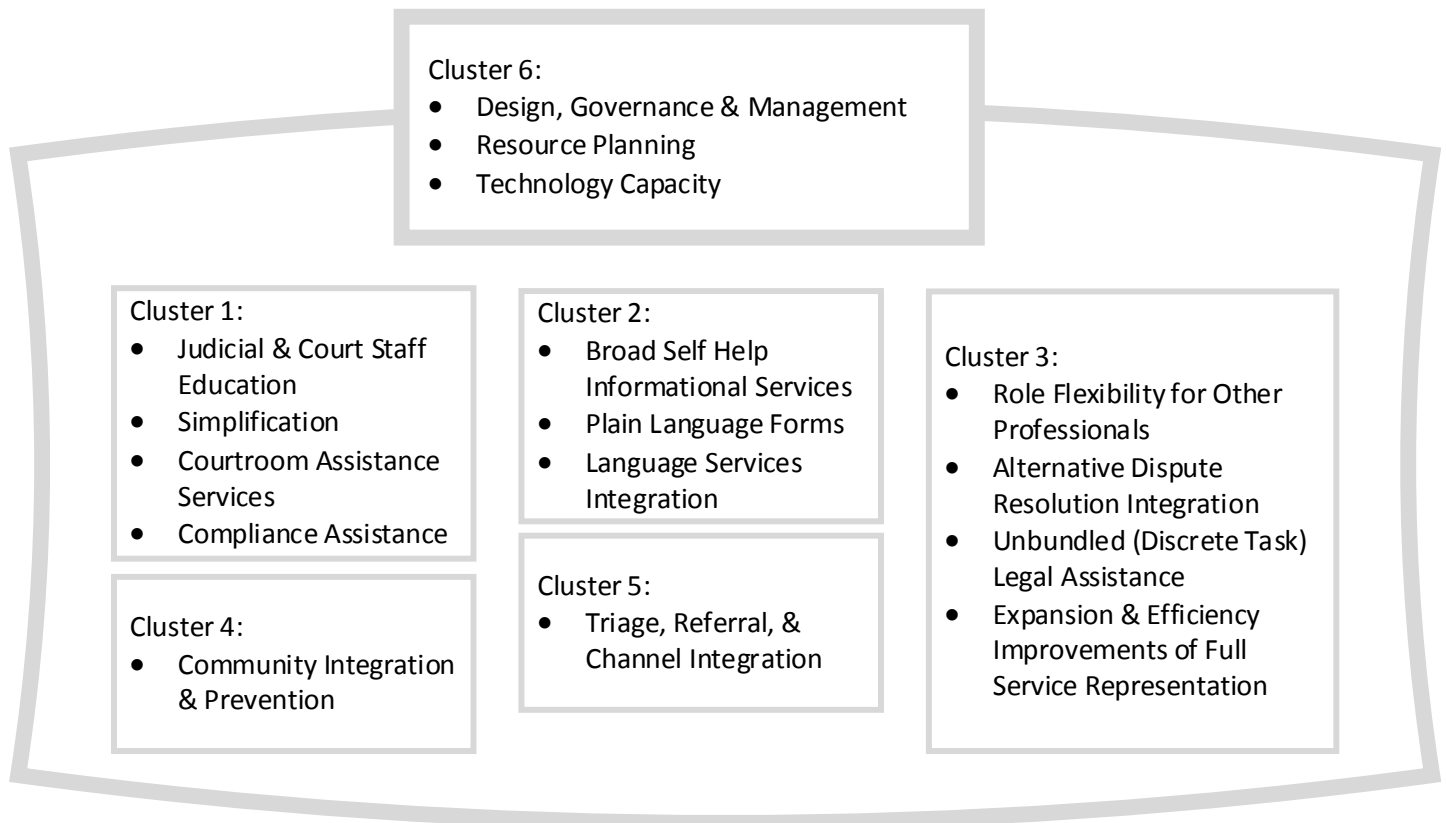 Cluster 6:
• Design, Governance & Management
• Resource Planning
• Technology Capacity
Cluster 1:
• Judicial & Court Staff
Education
• Simplification
• Courtroom Assistance
Services
• Compliance Assistance
Cluster 2:
• Broad Self Help
Informational Services
• Plain Language Forms
• Language Services
Integration
Cluster 3:
• Role Flexibility for Other
Professionals
• Alternative Dispute
Resolution Integration
• Unbundled (Discrete Task)
Legal Assistance
• Expansion & Efficiency
Improvements of Full
Service Representation
Cluster 4:
• Community Integration
& Prevention
Cluster 5:
• Triage, Referral, &
Channel Integration